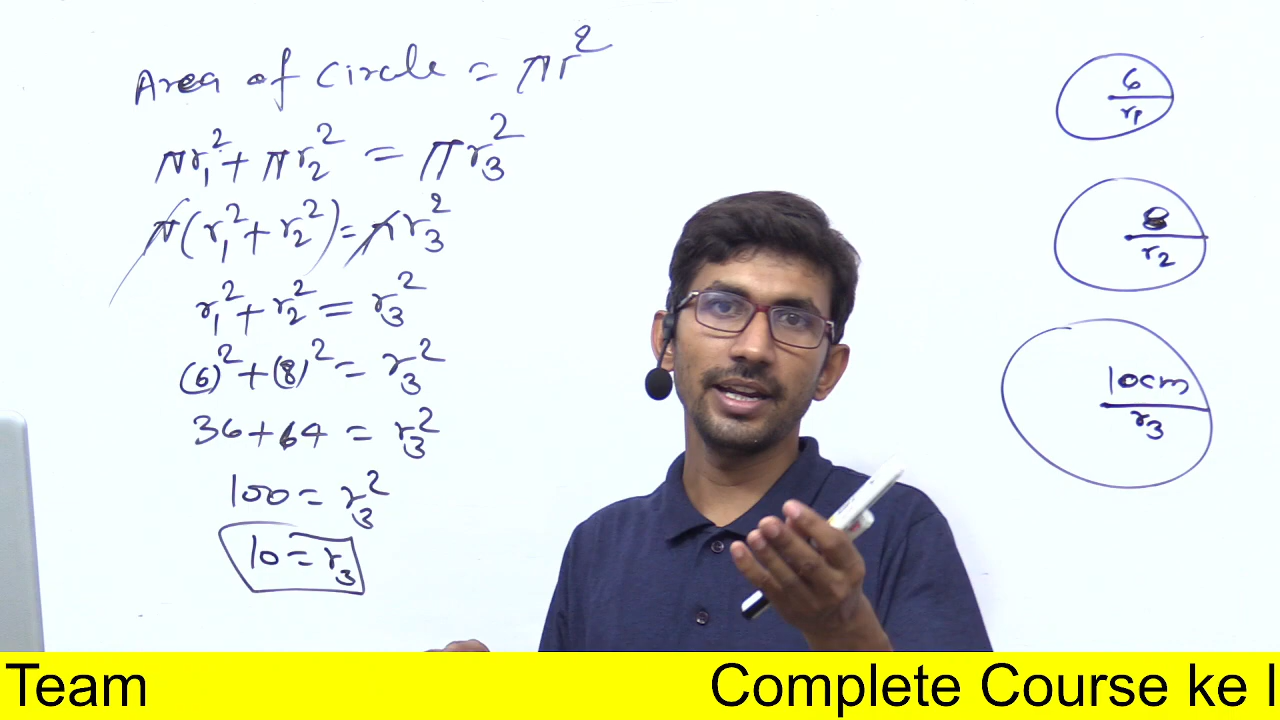 Area of Circle = πr²
πr₁² + πr₂² = πr₃²
π(r₁² + r₂²) = πr₃²
r₁² + r₂² = r₃²
(6)² + (8)² = r₃²
36 + 64 = r₃²
100 = r₃²
10 = r₃
6
r₁
8
r₂
10cm
r₃
Team
Complete Course ke l